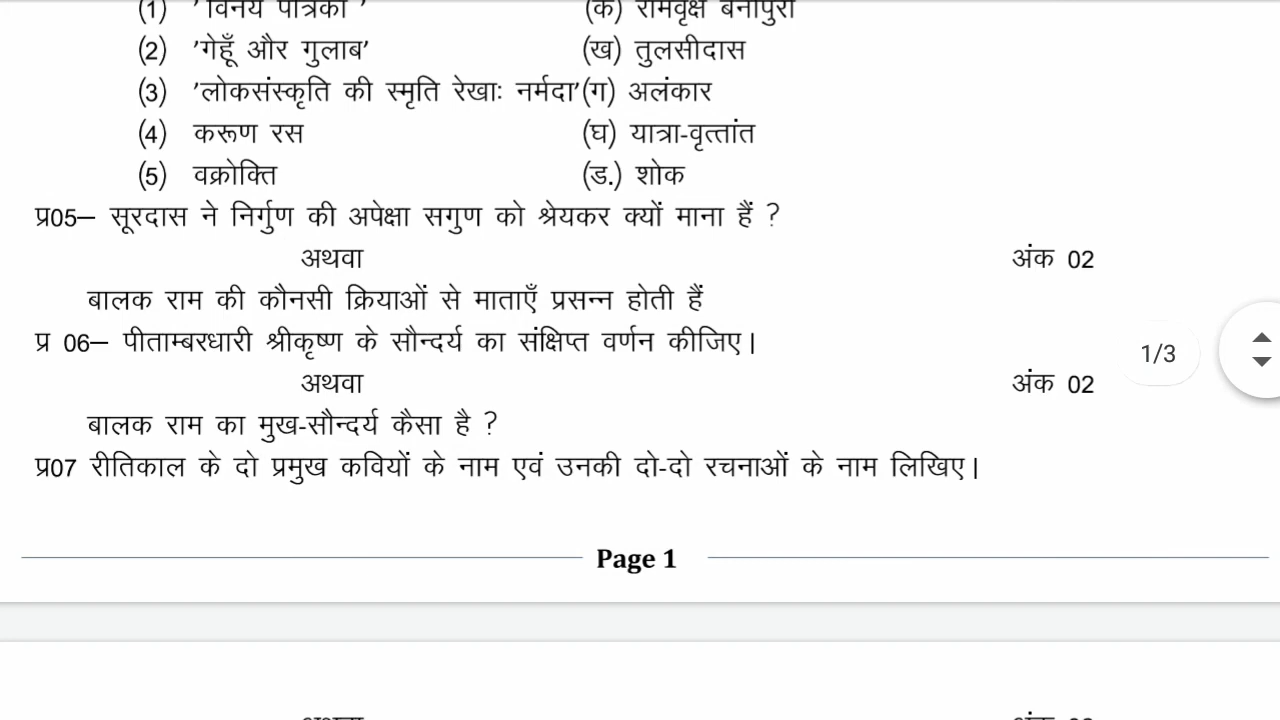 (1) 'विनय पत्रिका ' (क) रामवृक्ष बेनीपुरी
(2) 'गेहूँ और गुलाब' (ख) तुलसीदास
(3) 'लोकसंस्कृति की स्मृति रेखाः नर्मदा' (ग) अलंकार
(4) करूण रस (घ) यात्रा-वृत्तांत
(5) वक्रोक्ति (ड.) शोक
प्र05– सूरदास ने निर्गुण की अपेक्षा सगुण को श्रेयकर क्यों माना हैं ?
अथवा अंक 02
बालक राम की कौनसी क्रियाओं से माताएँ प्रसन्न होती हैं
प्र 06– पीताम्बरधारी श्रीकृष्ण के सौन्दर्य का संक्षिप्त वर्णन कीजिए।
1/3
अथवा अंक 02
बालक राम का मुख-सौन्दर्य कैसा है ?
प्र07 रीतिकाल के दो प्रमुख कवियों के नाम एवं उनकी दो-दो रचनाओं के नाम लिखिए।
Page 1